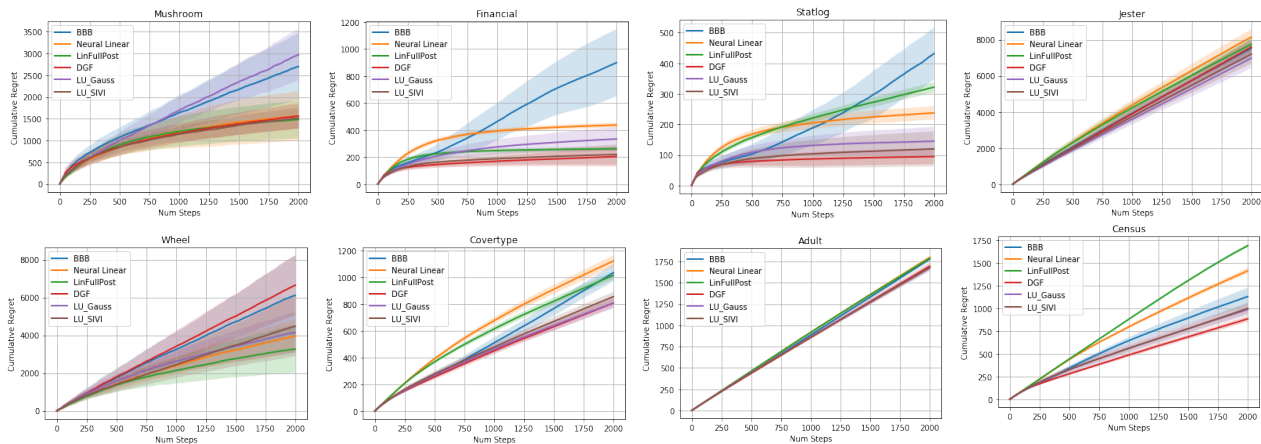 Mushroom
Cumulative Regret
3500
3000
2500
2000
1500
1000
500
0
BBB
Neural Linear
LinFullPost
DGF
LU_Gauss
LU_SIVI
0 250 500 750 1000 1250 1500 1750 2000
Num Steps
Financial
Cumulative Regret
1200
1000
800
600
400
200
0
BBB
Neural Linear
LinFullPost
DGF
LU_Gauss
LU_SIVI
0 250 500 750 1000 1250 1500 1750 2000
Num Steps
Statlog
Cumulative Regret
500
400
300
200
100
0
BBB
Neural Linear
LinFullPost
DGF
LU_Gauss
LU_SIVI
0 250 500 750 1000 1250 1500 1750 2000
Num Steps
Jester
Cumulative Regret
8000
6000
4000
2000
0
BBB
Neural Linear
LinFullPost
DGF
LU_Gauss
LU_SIVI
0 250 500 750 1000 1250 1500 1750 2000
Num Steps
Wheel
Cumulative Regret
8000
6000
4000
2000
0
BBB
Neural Linear
LinFullPost
DGF
LU_Gauss
LU_SIVI
0 250 500 750 1000 1250 1500 1750 2000
Num Steps
Covertype
Cumulative Regret
1200
1000
800
600
400
200
0
BBB
Neural Linear
LinFullPost
DGF
LU_Gauss
LU_SIVI
0 250 500 750 1000 1250 1500 1750 2000
Num Steps
Adult
Cumulative Regret
1750
1500
1250
1000
750
500
250
0
BBB
Neural Linear
LinFullPost
DGF
LU_Gauss
LU_SIVI
0 250 500 750 1000 1250 1500 1750 2000
Num Steps
Census
Cumulative Regret
1750
1500
1250
1000
750
500
250
0
BBB
Neural Linear
LinFullPost
DGF
LU_Gauss
LU_SIVI
0 250 500 750 1000 1250 1500 1750 2000
Num Steps